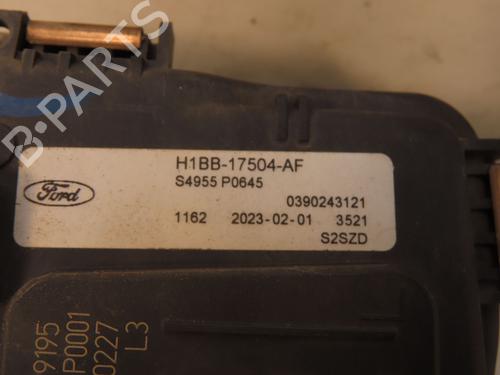 H1BB-17504-AF
S4955 P0645
0390243121
1162 2023-02-01 3521
S2SZD
Ford
B-PARTS
9195
P0001
0227
L3